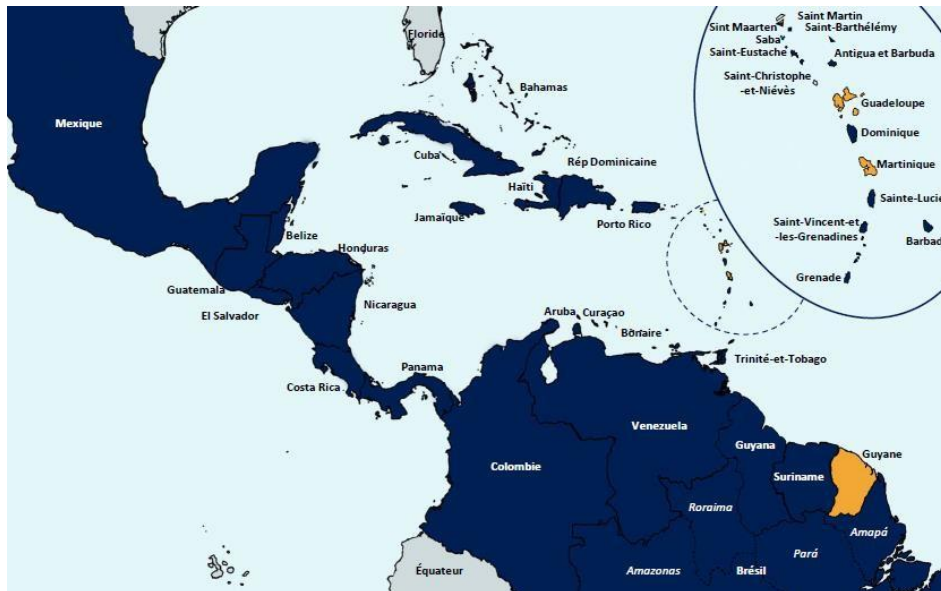 Saint Martin
Sint Maarten
Saint-Barthélémy
Saba
Saint-Eustache
Antigua et Barbuda
Saint-Christophe
-et-Niévès
Guadeloupe
Dominique
Martinique
Sainte-Lucie
Saint-Vincent-et
-les-Grenadines
Barbad
Grenade
Floride
Bahamas
Mexique
Cuba
Rép Dominicaine
Haïti
Jamaïque
Porto Rico
Belize
Honduras
Guatemala
El Salvador
Nicaragua
Aruba
Curaçao
Bonaire
Trinité-et-Tobago
Costa Rica
Panama
Venezuela
Guyana
Guyane
Colombie
Suriname
Roraima
Amapá
Pará
Équateur
Amazonas
Brésil